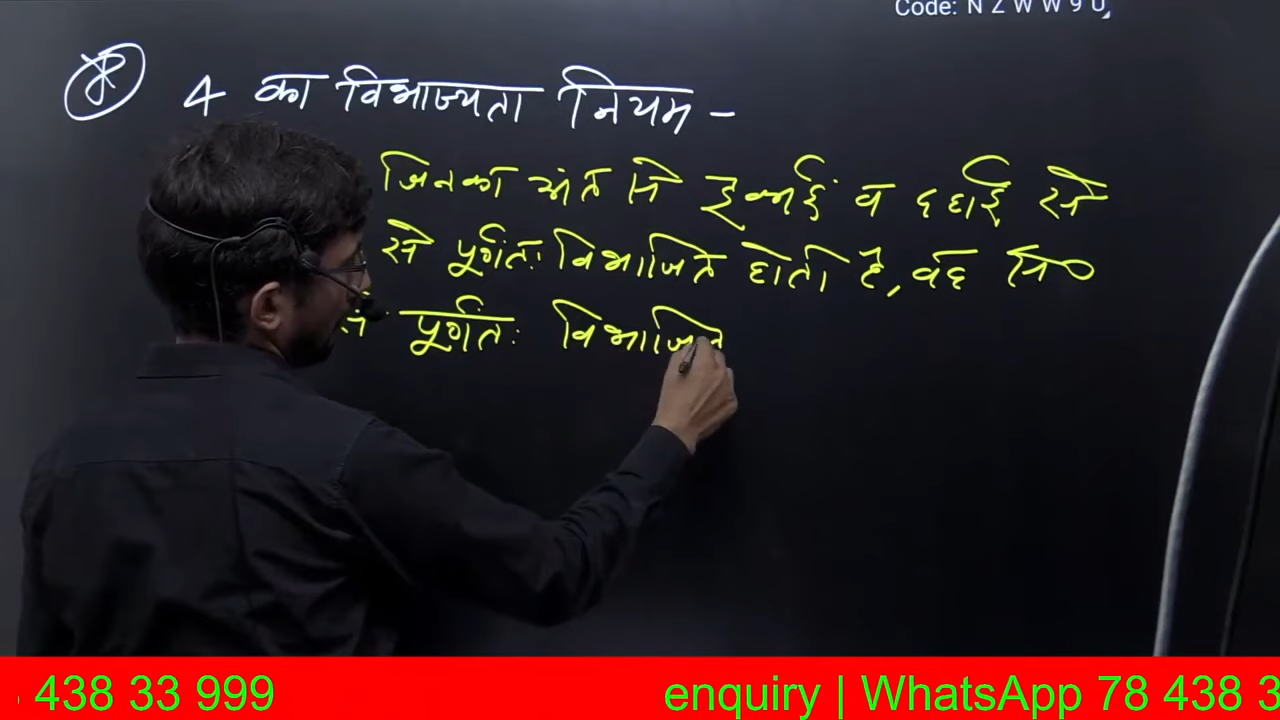 Code: N Z W W 9 U
4 का विभाज्यता नियम -
जिनका अंत में इकाई व दहाई से
से पूर्णतः विभाजित होती है, वह सं०
पूर्णतः विभाजित
438 33 999 enquiry | WhatsApp 78 438 3